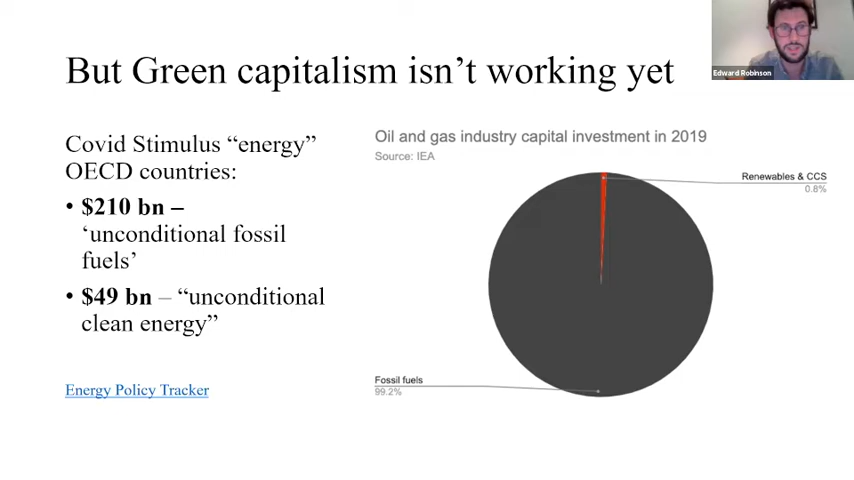 Edward Robinson
But Green capitalism isn’t working yet
Covid Stimulus “energy”
OECD countries:
• $210 bn –
‘unconditional fossil
fuels’
• $49 bn – “unconditional
clean energy”
Energy Policy Tracker
Oil and gas industry capital investment in 2019
Source: IEA
Renewables & CCS
0.8%
Fossil fuels
99.2%